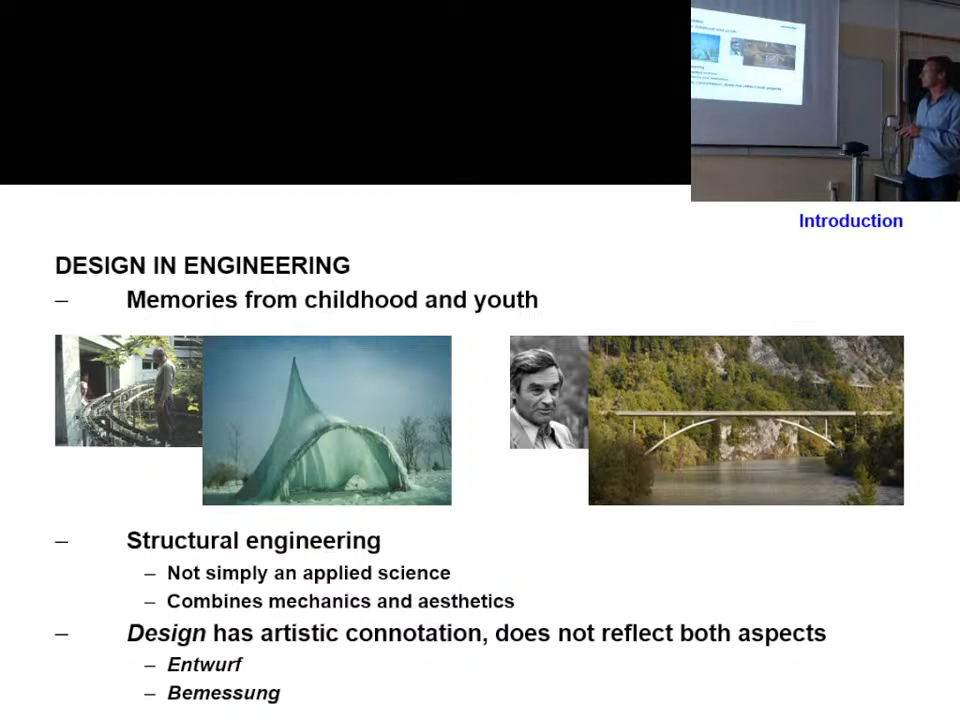 Introduction
DESIGN IN ENGINEERING
– Memories from childhood and youth
– Structural engineering
– Not simply an applied science
– Combines mechanics and aesthetics
– Design has artistic connotation, does not reflect both aspects
– Entwurf
– Bemessung